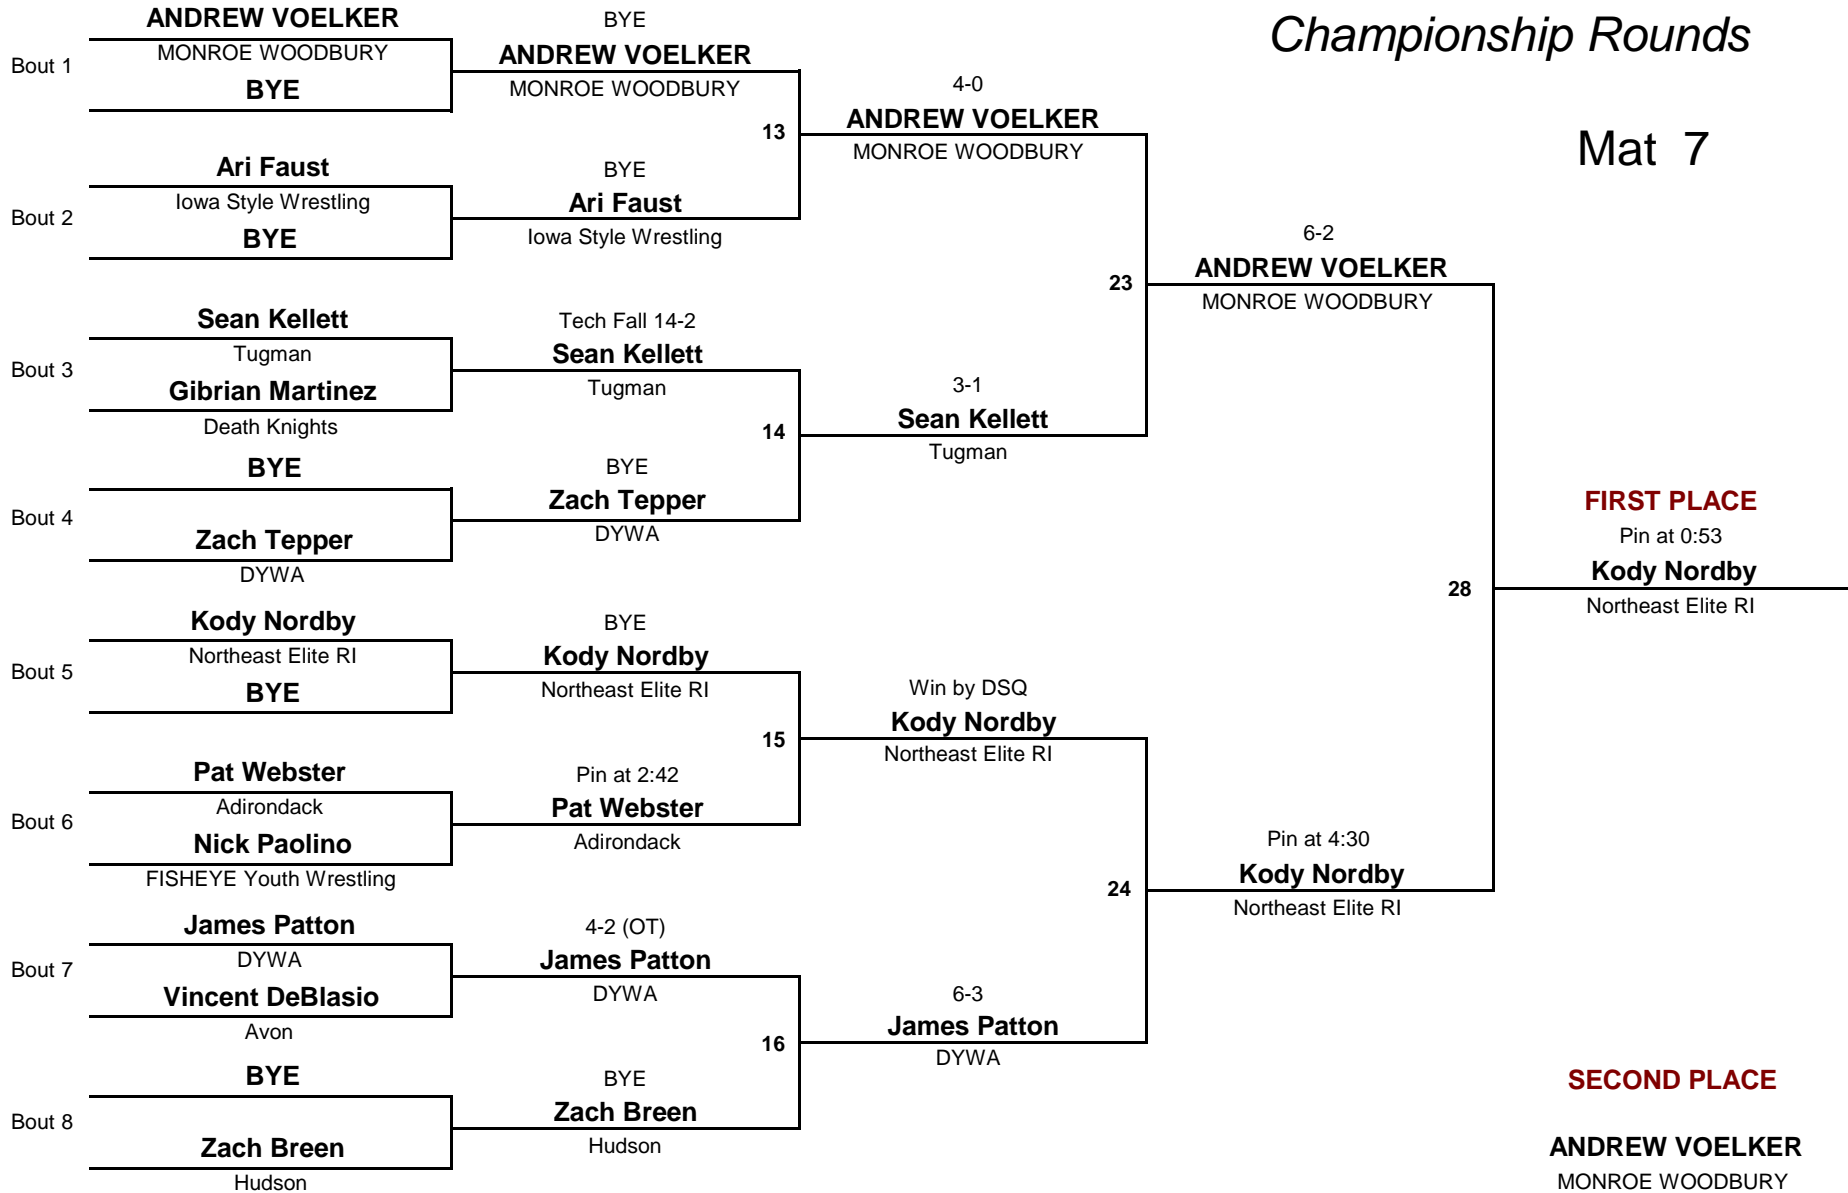 Championship Rounds
Mat 7
Bout 1
ANDREW VOELKER
MONROE WOODBURY
BYE
Bout 2
Ari Faust
Iowa Style Wrestling
BYE
Bout 3
Sean Kellett
Tugman
Gibrian Martinez
Death Knights
Bout 4
BYE
Zach Tepper
DYWA
Bout 5
Kody Nordby
Northeast Elite RI
BYE
Bout 6
Pat Webster
Adirondack
Nick Paolino
FISHEYE Youth Wrestling
Bout 7
James Patton
DYWA
Vincent DeBlasio
Avon
Bout 8
BYE
Zach Breen
Hudson
BYE
ANDREW VOELKER
MONROE WOODBURY
13
BYE
Ari Faust
Iowa Style Wrestling
Tech Fall 14-2
Sean Kellett
Tugman
14
BYE
Zach Tepper
DYWA
BYE
Kody Nordby
Northeast Elite RI
15
Pin at 2:42
Pat Webster
Adirondack
4-2 (OT)
James Patton
DYWA
16
BYE
Zach Breen
Hudson
4-0
ANDREW VOELKER
MONROE WOODBURY
23
3-1
Sean Kellett
Tugman
Win by DSQ
Kody Nordby
Northeast Elite RI
24
6-3
James Patton
DYWA
6-2
ANDREW VOELKER
MONROE WOODBURY
28
Pin at 4:30
Kody Nordby
Northeast Elite RI
FIRST PLACE
Pin at 0:53
Kody Nordby
Northeast Elite RI
SECOND PLACE
ANDREW VOELKER
MONROE WOODBURY